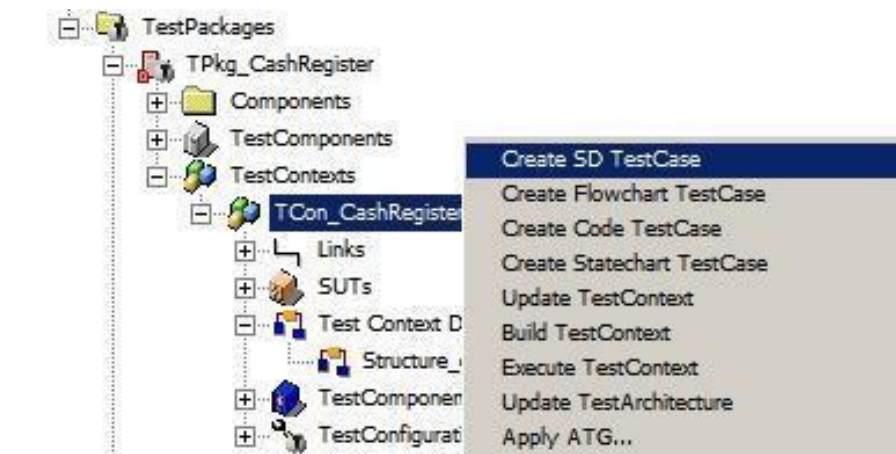 TestPackages
TPkg_CashRegister
Components
TestComponents
TestContexts
TCon_CashRegister
Links
SUTs
Test Context D
Structure_
TestComponen
TestConfigurati
Create SD TestCase
Create Flowchart TestCase
Create Code TestCase
Create Statechart TestCase
Update TestContext
Build TestContext
Execute TestContext
Update TestArchitecture
Apply ATG...